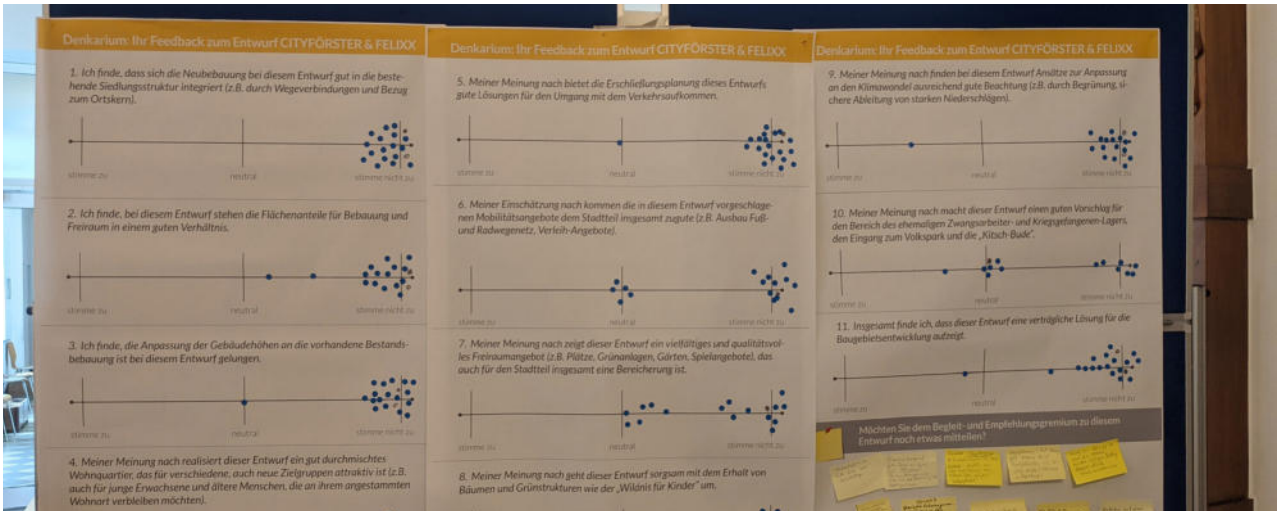 Denkarium: Ihr Feedback zum Entwurf CITYFÖRSTER & FELIXX
1. Ich finde, dass sich die Neubebauung bei diesem Entwurf gut in die beste-
hende Siedlungsstruktur integriert (z.B. durch Wegeverbindungen und Bezug
zum Ortskern).
stimme zu neutral stimme nicht zu
2. Ich finde, bei diesem Entwurf stehen die Flächenanteile für Bebauung und
Freiraum in einem guten Verhältnis.
stimme zu neutral stimme nicht zu
3. Ich finde, die Anpassung der Gebäudehöhen an die vorhandene Bestands-
bebauung ist bei diesem Entwurf gelungen.
stimme zu neutral stimme nicht zu
4. Meiner Meinung nach realisiert dieser Entwurf ein gut durchmischtes
Wohnquartier, das für verschiedene, auch neue Zielgruppen attraktiv ist (z.B.
auch für junge Erwachsene und ältere Menschen, die an ihrem angestammten
Wohnort verbleiben möchten).
Denkarium: Ihr Feedback zum Entwurf CITYFÖRSTER & FELIXX
5. Meiner Meinung nach bietet die Erschließungsplanung dieses Entwurfs
gute Lösungen für den Umgang mit dem Verkehrsaufkommen.
stimme zu neutral stimme nicht zu
6. Meiner Einschätzung nach kommen die in diesem Entwurf vorgeschlage-
nen Mobilitätsangebote dem Stadtteil insgesamt zugute (z.B. Ausbau Fuß-
und Radwegenetz, Verleih-Angebote).
stimme zu neutral stimme nicht zu
7. Meiner Meinung nach zeigt dieser Entwurf ein vielfältiges und qualitätsvol-
les Freiraumangebot (z.B. Plätze, Grünanlagen, Gärten, Spielangebote), das
auch für den Stadtteil insgesamt eine Bereicherung ist.
stimme zu neutral stimme nicht zu
8. Meiner Meinung nach geht dieser Entwurf sorgsam mit dem Erhalt von
Bäumen und Grünstrukturen wie der „Wildnis für Kinder" um.
Denkarium: Ihr Feedback zum Entwurf CITYFÖRSTER & FELIXX
9. Meiner Meinung nach finden bei diesem Entwurf Ansätze zur Anpassung
an den Klimawandel ausreichend gute Beachtung (z.B. durch Begrünung, si-
chere Ableitung von starken Niederschlägen).
stimme zu neutral stimme nicht zu
10. Meiner Meinung nach macht dieser Entwurf einen guten Vorschlag für
den Bereich des ehemaligen Zwangsarbeiter- und Kriegsgefangenen-Lagers,
den Eingang zum Volkspark und die „Kitsch-Bude".
stimme zu neutral stimme nicht zu
11. Insgesamt finde ich, dass dieser Entwurf eine verträgliche Lösung für die
Baugebietsentwicklung aufzeigt.
stimme zu neutral stimme nicht zu
Möchten Sie dem Begleit- und Empfehlungsgremium zu diesem
Entwurf noch etwas mitteilen?